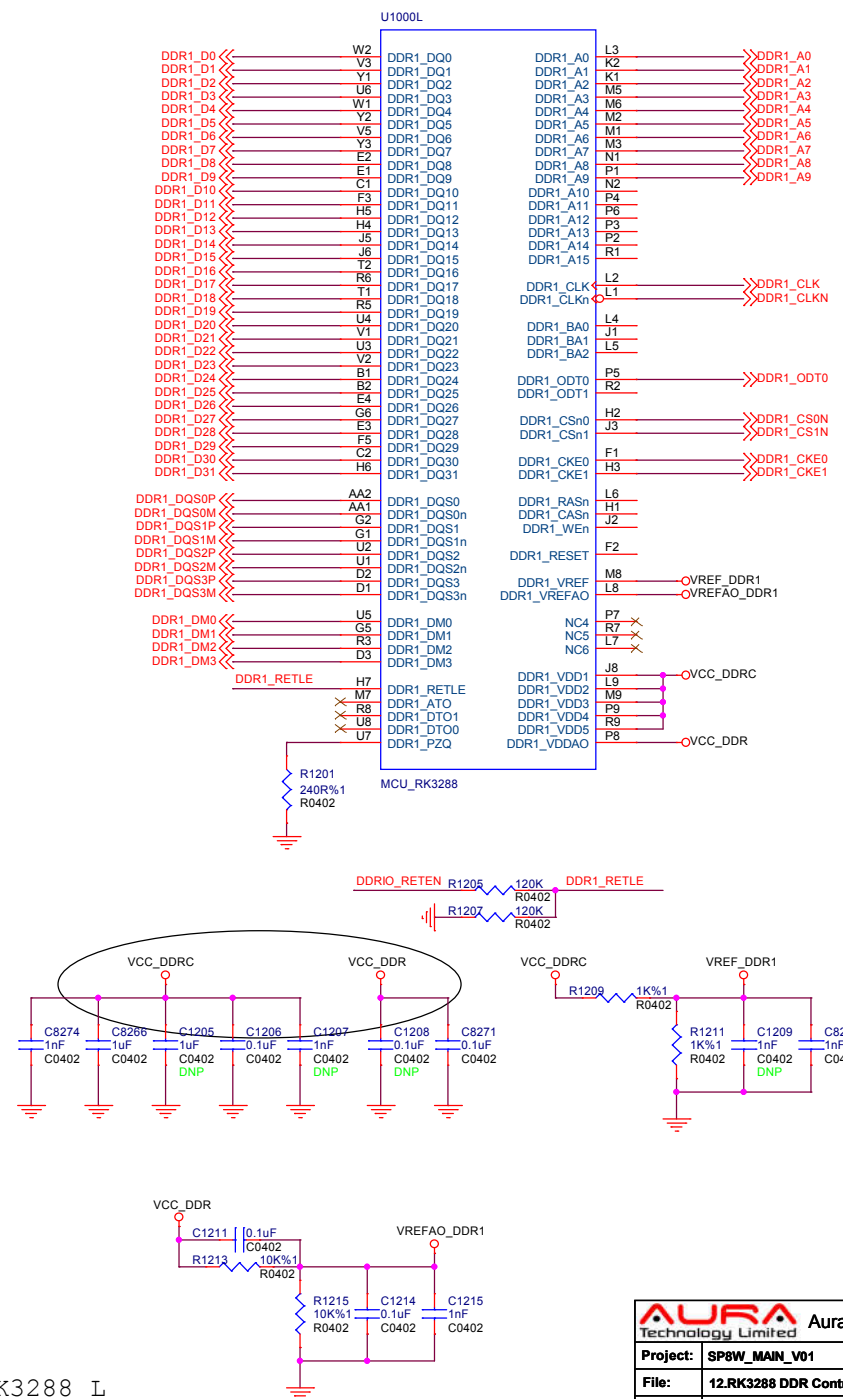 U1000L
DDR1_D0 W2 DDR1_DQ0 DDR1_A0 L3 DDR1_A0
DDR1_D1 V3 DDR1_DQ1 DDR1_A1 K2 DDR1_A1
DDR1_D2 Y1 DDR1_DQ2 DDR1_A2 K1 DDR1_A2
DDR1_D3 U6 DDR1_DQ3 DDR1_A3 M5 DDR1_A3
DDR1_D4 W1 DDR1_DQ4 DDR1_A4 M6 DDR1_A4
DDR1_D5 Y2 DDR1_DQ5 DDR1_A5 M2 DDR1_A5
DDR1_D6 V5 DDR1_DQ6 DDR1_A6 M1 DDR1_A6
DDR1_D7 Y3 DDR1_DQ7 DDR1_A7 M3 DDR1_A7
DDR1_D8 E2 DDR1_DQ8 DDR1_A8 N1 DDR1_A8
DDR1_D9 E1 DDR1_DQ9 DDR1_A9 P1 DDR1_A9
DDR1_D10 C1 DDR1_DQ10 DDR1_A10 N2
DDR1_D11 F3 DDR1_DQ11 DDR1_A11 P4
DDR1_D12 H5 DDR1_DQ12 DDR1_A12 P6
DDR1_D13 H4 DDR1_DQ13 DDR1_A13 P3
DDR1_D14 J5 DDR1_DQ14 DDR1_A14 P2
DDR1_D15 J6 DDR1_DQ15 DDR1_A15 R1
DDR1_D16 T2 DDR1_DQ16
DDR1_D17 R6 DDR1_DQ17 DDR1_CLK L2 DDR1_CLK
DDR1_D18 T1 DDR1_DQ18 DDR1_CLKn L1 DDR1_CLKN
DDR1_D19 R5 DDR1_DQ19
DDR1_D20 U4 DDR1_DQ20 DDR1_BA0 L4
DDR1_D21 V1 DDR1_DQ21 DDR1_BA1 J1
DDR1_D22 U3 DDR1_DQ22 DDR1_BA2 L5
DDR1_D23 V2 DDR1_DQ23
DDR1_D24 B1 DDR1_DQ24 DDR1_ODT0 P5 DDR1_ODT0
DDR1_D25 B2 DDR1_DQ25 DDR1_ODT1 R2
DDR1_D26 E4 DDR1_DQ26
DDR1_D27 G6 DDR1_DQ27 DDR1_CSn0 H2 DDR1_CS0N
DDR1_D28 E3 DDR1_DQ28 DDR1_CSn1 J3 DDR1_CS1N
DDR1_D29 F5 DDR1_DQ29
DDR1_D30 C2 DDR1_DQ30 DDR1_CKE0 F1 DDR1_CKE0
DDR1_D31 H6 DDR1_DQ31 DDR1_CKE1 H3 DDR1_CKE1
DDR1_DQS0P AA2 DDR1_DQS0 DDR1_RASn L6
DDR1_DQS0M AA1 DDR1_DQS0n DDR1_CASn H1
DDR1_DQS1P G2 DDR1_DQS1 DDR1_WEn J2
DDR1_DQS1M G1 DDR1_DQS1n
DDR1_DQS2P U2 DDR1_DQS2 DDR1_RESET F2
DDR1_DQS2M U1 DDR1_DQS2n
DDR1_DQS3P D2 DDR1_DQS3 DDR1_VREF M8 VREF_DDR1
DDR1_DQS3M D1 DDR1_DQS3n DDR1_VREFAO L8 VREFAO_DDR1
DDR1_DM0 U5 DDR1_DM0 NC4 P7
DDR1_DM1 G5 DDR1_DM1 NC5 R7
DDR1_DM2 R3 DDR1_DM2 NC6 L7
DDR1_DM3 D3 DDR1_DM3
DDR1_VDD1 J8 VCC_DDRC
DDR1_RETLE H7 DDR1_RETLE DDR1_VDD2 L9
M7 DDR1_ATO DDR1_VDD3 M9
R8 DDR1_DTO1 DDR1_VDD4 P9
U8 DDR1_DTO0 DDR1_VDD5 R9
U7 DDR1_PZQ DDR1_VDDAO P8 VCC_DDR
R1201
240R%1
R0402
MCU_RK3288
DDRIO_RETEN R1205 120K R0402 DDR1_RETLE
R1207 120K R0402
VCC_DDRC VCC_DDR VCC_DDRC VREF_DDR1
R1209 1K%1 R0402
C8274 C8266 C1205 C1206 C1207 C1208 C8271 R1211 C1209
1nF 1uF 1uF 0.1uF 1nF 0.1uF 0.1uF 1K%1 1nF
C0402 C0402 C0402 C0402 C0402 C0402 C0402 R0402 C0402
DNP DNP DNP DNP
VCC_DDR
C1211 0.1uF C0402 VREFAO_DDR1
R1213 10K%1 R0402
R1215 C1214 C1215
10K%1 0.1uF 1nF
R0402 C0402 C0402
AURA Aura
Technology Limited
Project: SP8W_MAIN_V01
File: 12.RK3288 DDR Contr
K3288 L